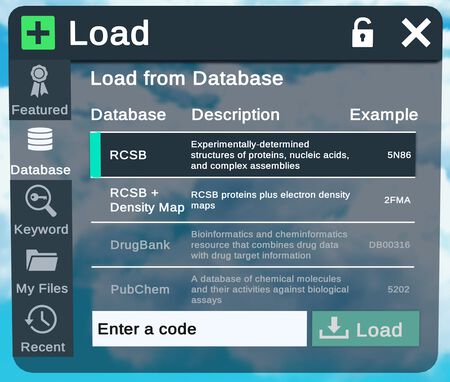 Load
Load from Database
Database Description Example
RCSB
Experimentally-determined
structures of proteins, nucleic acids,
and complex assemblies
5N86
RCSB +
Density Map
RCSB proteins plus electron density
maps
2FMA
DrugBank
Bioinformatics and cheminformatics
resource that combines drug data
with drug target information
DB00316
PubChem
A database of chemical molecules
and their activities against biological
assays
5202
Enter a code
Load
Featured
Database
Keyword
My Files
Recent